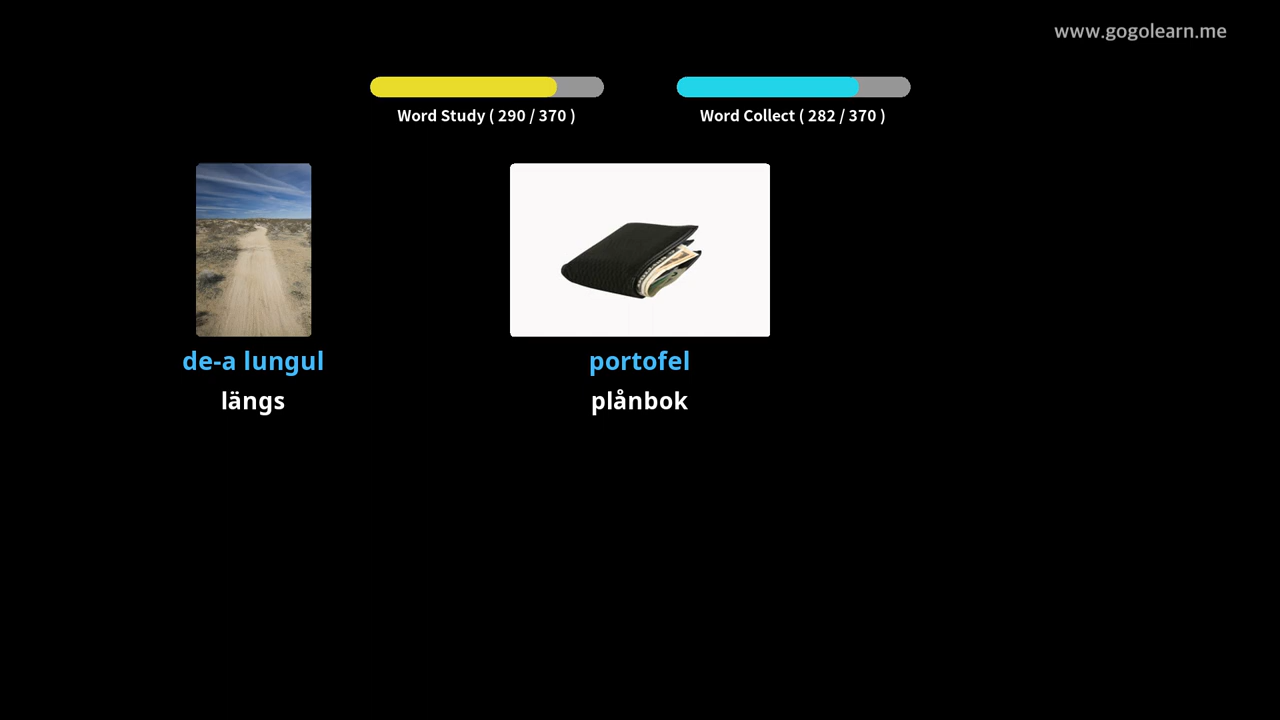 www.gogolearn.me
Word Study ( 290 / 370 )
Word Collect ( 282 / 370 )
de-a lungul
längs
portofel
plånbok